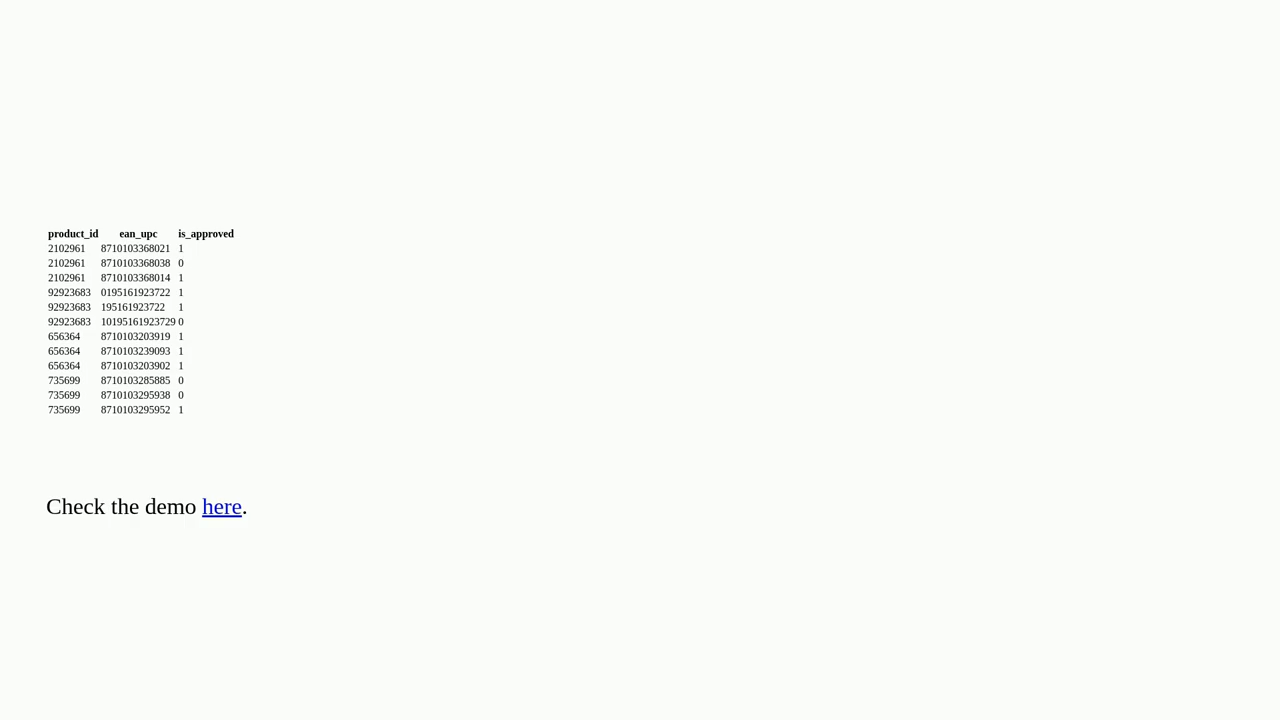 product_id ean_upc is_approved
2102961 8710103368021 1
2102961 8710103368038 0
2102961 8710103368014 1
92923683 0195161923722 1
92923683 195161923722 1
92923683 10195161923729 0
656364 8710103203919 1
656364 8710103239093 1
656364 8710103203902 1
735699 8710103285885 0
735699 8710103295938 0
735699 8710103295952 1
Check the demo here.